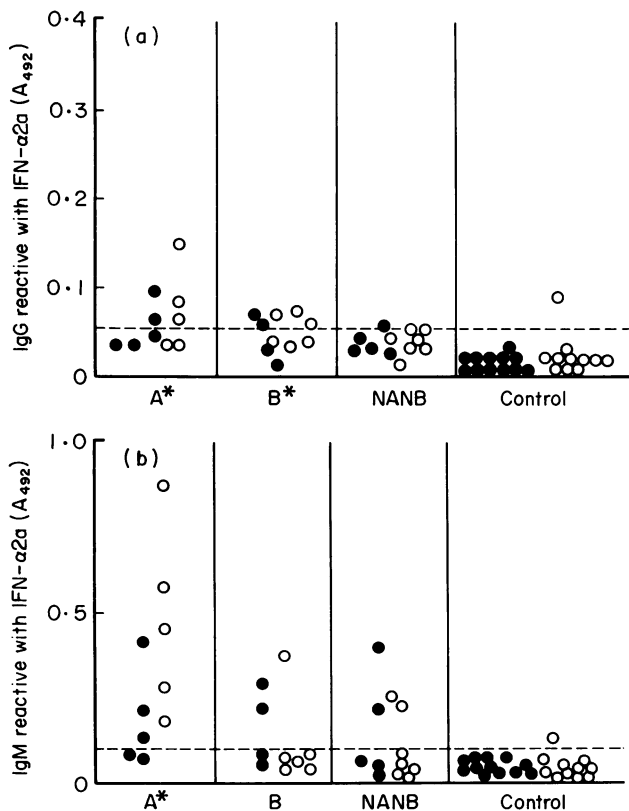 (a)
IgG reactive with IFN-α2a (A492)
0·4
0·3
0·2
0·1
0
A* B* NANB Control
(b)
IgM reactive with IFN-α2a (A492)
1·0
0·5
0
A* B NANB Control